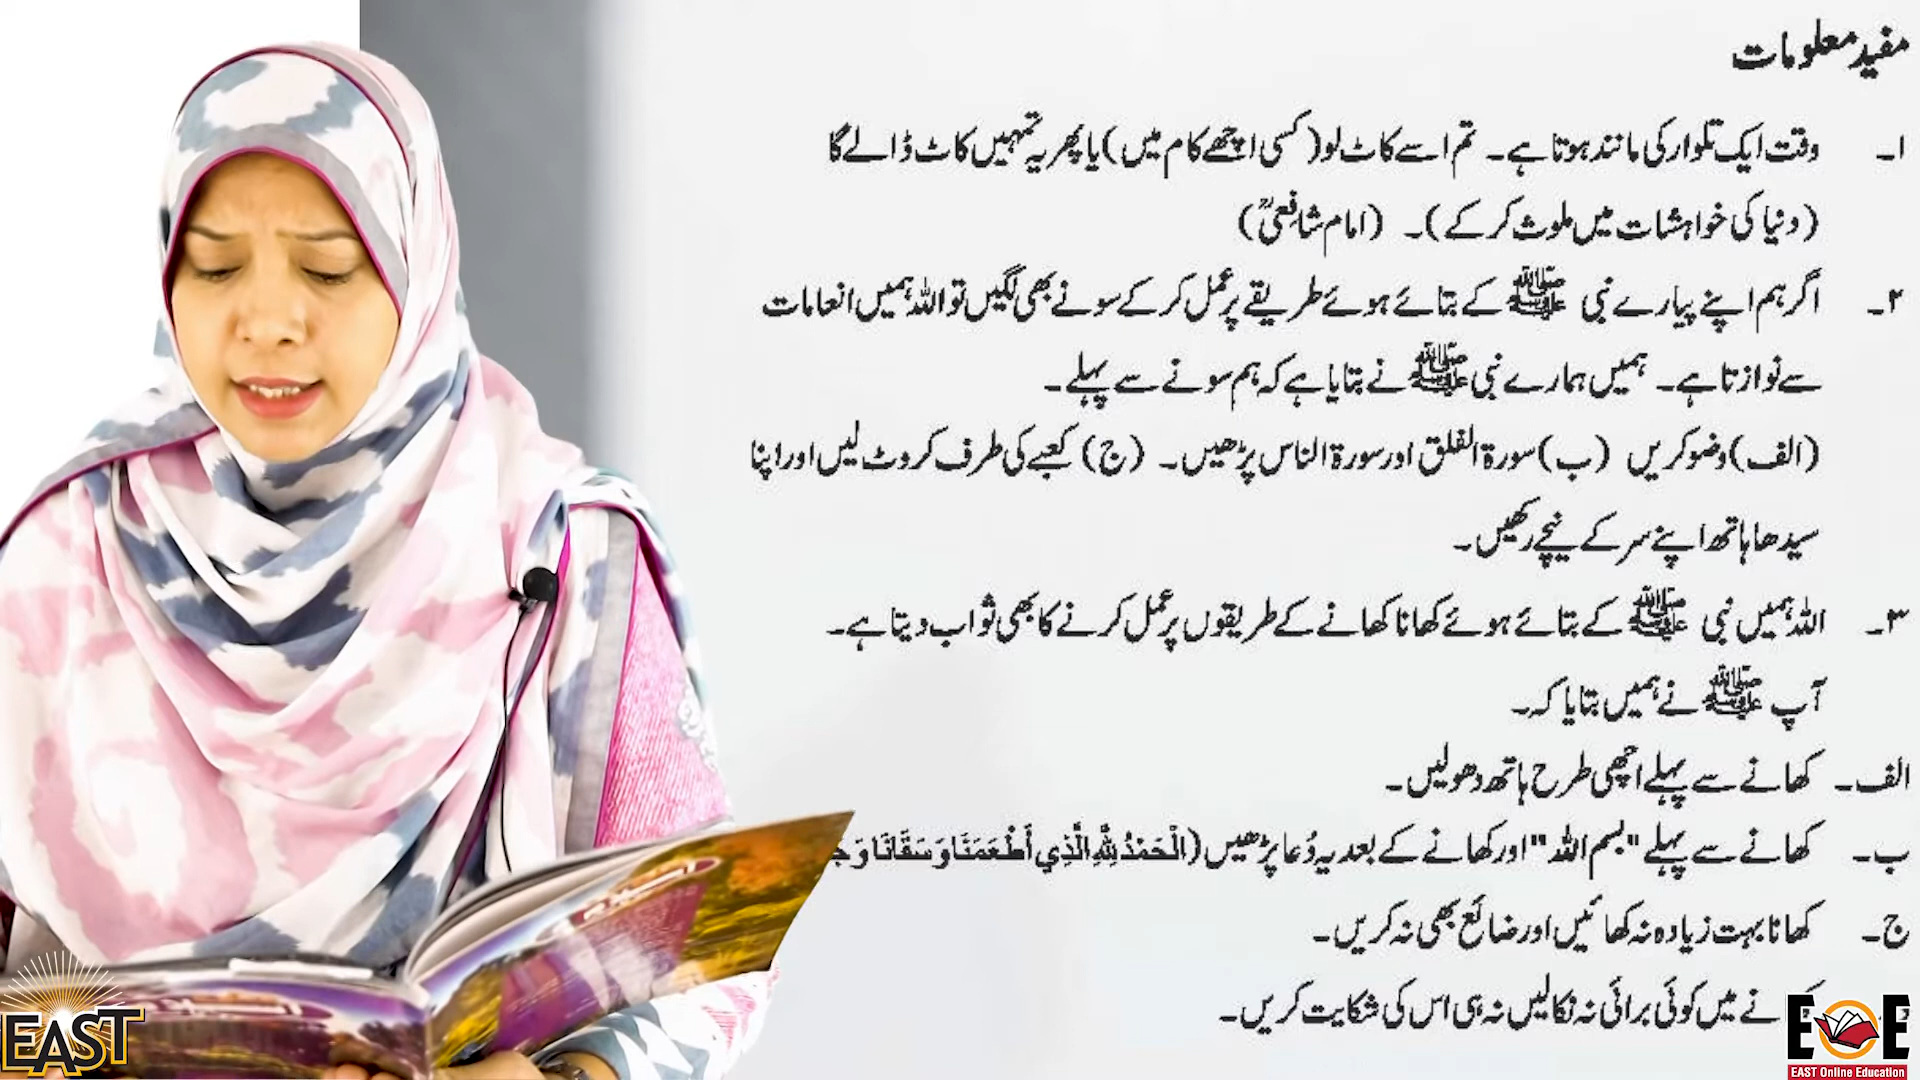 مفید معلومات
۱۔ وقت ایک تلوار کی مانند ہوتا ہے۔ تم اسے کاٹ لو (کسی اچھے کام میں) یا پھر یہ تمہیں کاٹ ڈالے گا
(دنیا کی خواہشات میں ملوث کر کے)۔ (امام شافعیؒ)
۲۔ اگر ہم اپنے پیارے نبی ﷺ کے بتائے ہوئے طریقے پر عمل کر کے سونے بھی لگیں تو اللہ ہمیں انعامات
سے نوازتا ہے۔ ہمیں ہمارے نبی ﷺ نے بتایا ہے کہ ہم سونے سے پہلے۔
(الف) وضو کریں (ب) سورۃ الفلق اور سورۃ الناس پڑھیں۔ (ج) کعبے کی طرف کروٹ لیں اور اپنا
سیدھا ہاتھ اپنے سر کے نیچے رکھیں۔
۳۔ اللہ ہمیں نبی ﷺ کے بتائے ہوئے کھانا کھانے کے طریقوں پر عمل کرنے کا بھی ثواب دیتا ہے۔
آپ ﷺ نے ہمیں بتایا کہ۔
الف۔ کھانے سے پہلے اچھی طرح ہاتھ دھولیں۔
ب۔ کھانے سے پہلے "بسم اللہ" اور کھانے کے بعد یہ دُعا پڑھیں (الْحَمْدُ لِلَّهِ الَّذِي أَطْعَمَنَا وَسَقَانَا
ج۔ کھانا بہت زیادہ نہ کھائیں اور ضائع بھی نہ کریں۔
نے میں کوئی برائی نہ نکالیں نہ ہی اس کی شکایت کریں۔
EAST
EOE
EAST Online Education